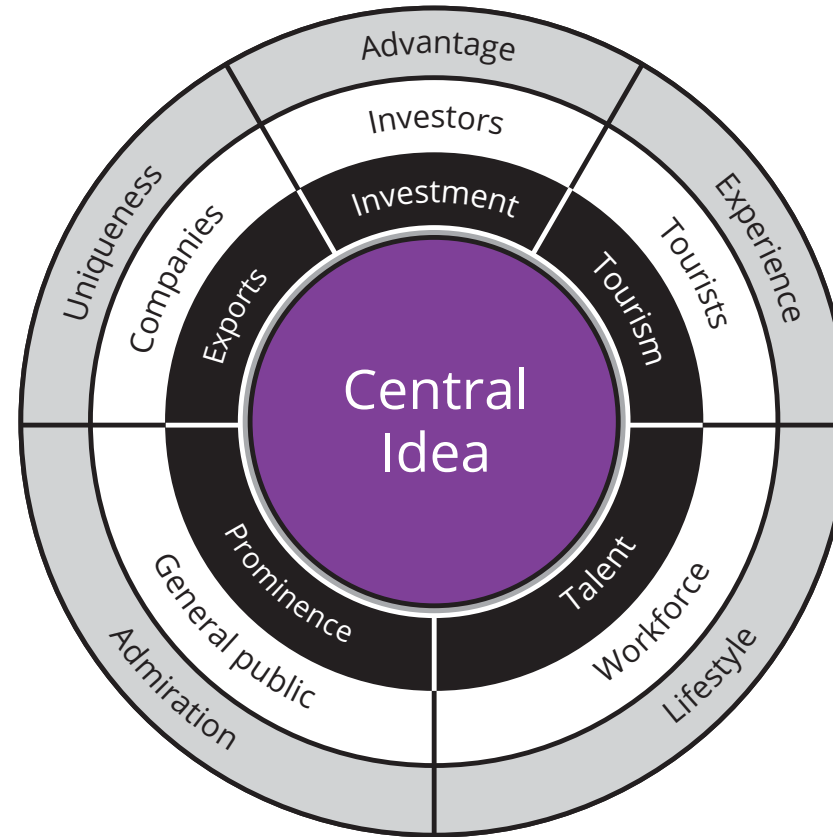 Advantage
Investors
Investment
Uniqueness
Companies
Exports
Experience
Tourists
Tourism
Central
Idea
Prominence
General public
Admiration
Talent
Workforce
Lifestyle